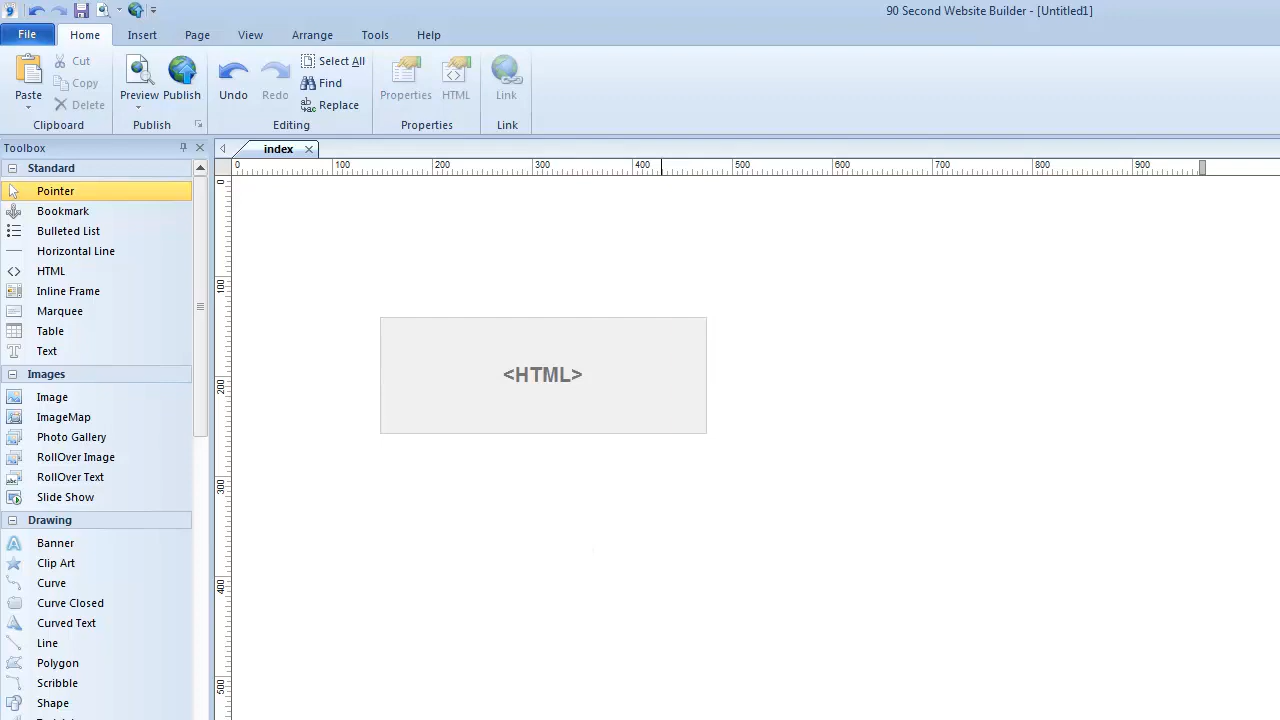 90 Second Website Builder - [Untitled1]
File Home Insert Page View Arrange Tools Help
Paste Cut Copy Delete
Preview Publish
Undo Redo Select All Find Replace
Properties HTML
Link
Clipboard Publish Editing Properties Link
Toolbox
index
0 100 200 300 400 500 600 700 800 900
0 100 200 300 400 500
Standard
Pointer
Bookmark
Bulleted List
Horizontal Line
HTML
Inline Frame
Marquee
Table
Text
Images
Image
ImageMap
Photo Gallery
RollOver Image
RollOver Text
Slide Show
Drawing
Banner
Clip Art
Curve
Curve Closed
Curved Text
Line
Polygon
Scribble
Shape
<HTML>